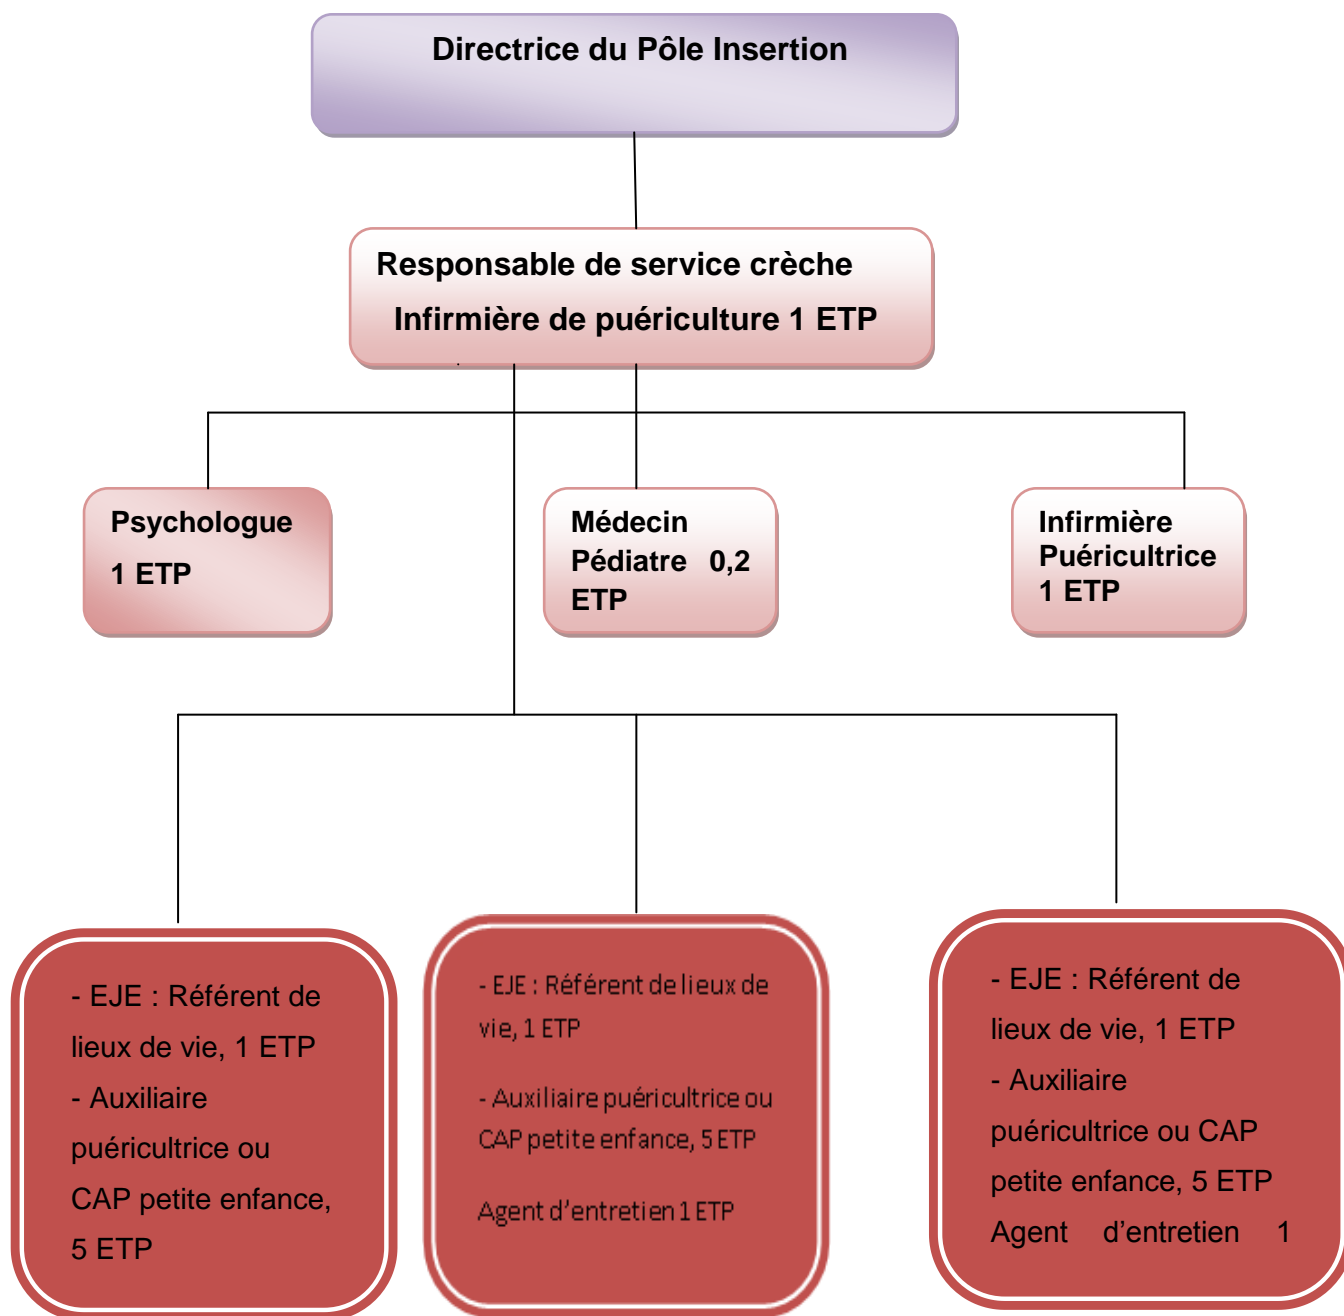 Directrice du Pôle Insertion
Responsable de service crèche
Infirmière de puériculture 1 ETP
Psychologue
1 ETP
Médecin
Pédiatre 0,2
ETP
Infirmière
Puéricultrice
1 ETP
- EJE : Référent de
lieux de vie, 1 ETP
- Auxiliaire
puéricultrice ou
CAP petite enfance,
5 ETP
- EJE : Référent de lieux de
vie, 1 ETP
- Auxiliaire puéricultrice ou
CAP petite enfance, 5 ETP
Agent d'entretien 1 ETP
- EJE : Référent de
lieux de vie, 1 ETP
- Auxiliaire
puéricultrice ou CAP
petite enfance, 5 ETP
Agent d'entretien 1